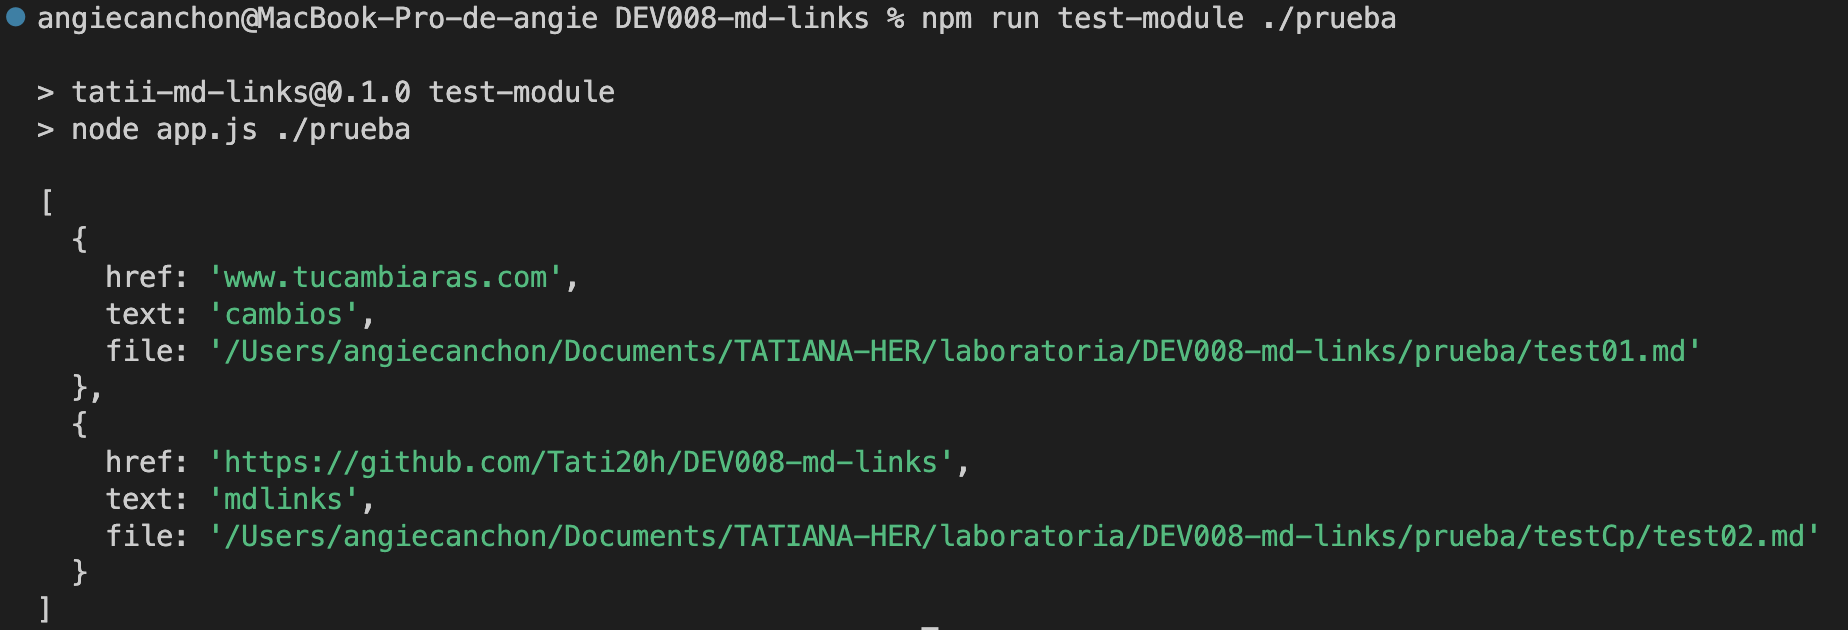 angiecanchon@MacBook-Pro-de-angie DEV008-md-links % npm run test-module ./prueba
> tatii-md-links@0.1.0 test-module
> node app.js ./prueba
[
  {
    href: 'www.tucambiaras.com',
    text: 'cambios',
    file: '/Users/angiecanchon/Documents/TATIANA-HER/laboratoria/DEV008-md-links/prueba/test01.md'
  },
  {
    href: 'https://github.com/Tati20h/DEV008-md-links',
    text: 'mdlinks',
    file: '/Users/angiecanchon/Documents/TATIANA-HER/laboratoria/DEV008-md-links/prueba/testCp/test02.md'
  }
]